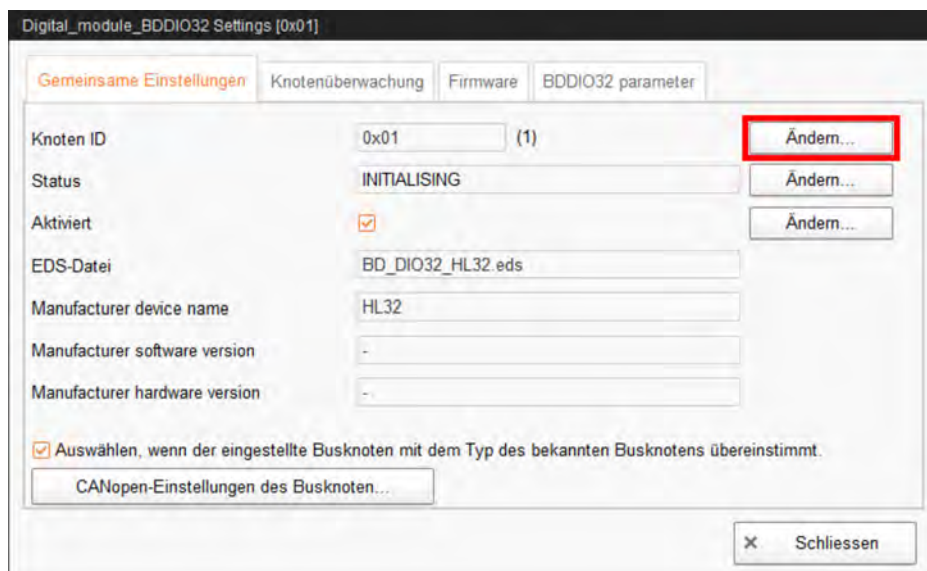 Digital_module_BDDIO32 Settings [0x01]
Gemeinsame Einstellungen Knotenüberwachung Firmware BDDIO32 parameter
Knoten ID 0x01 (1) Ändern...
Status INITIALISING Ändern...
Aktiviert Ändern...
EDS-Datei BD_DIO32_HL32.eds
Manufacturer device name HL32
Manufacturer software version -
Manufacturer hardware version -
Auswählen, wenn der eingestellte Busknoten mit dem Typ des bekannten Busknotens übereinstimmt.
CANopen-Einstellungen des Busknoten...
Schliessen